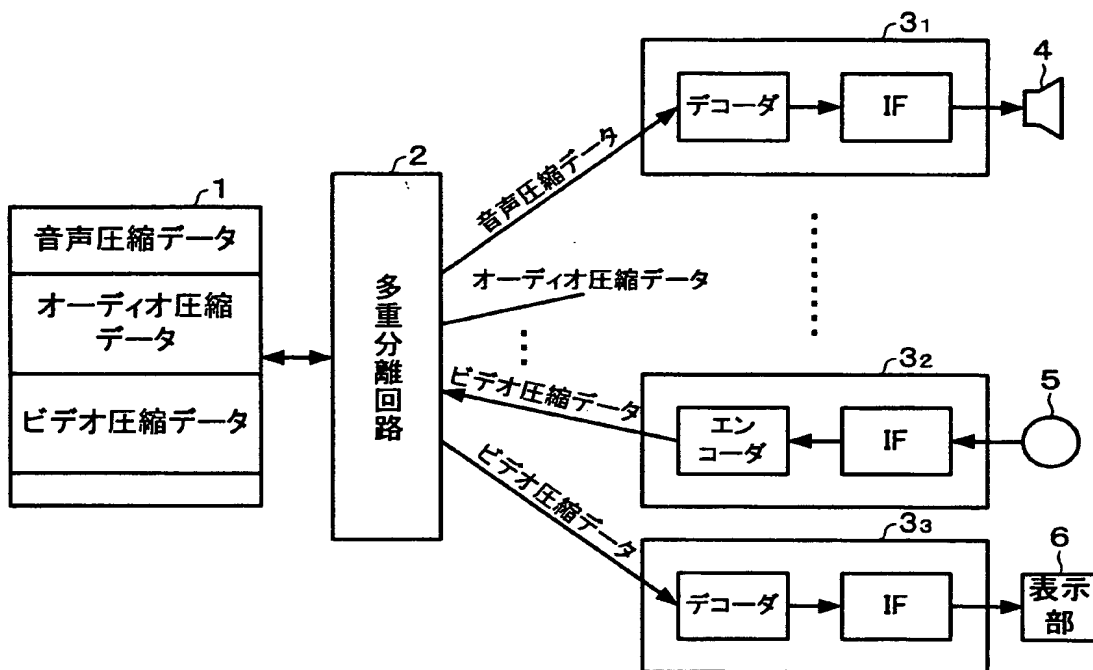 1
音声圧縮データ
オーディオ圧縮
データ
ビデオ圧縮データ
2
多重分離回路
音声圧縮データ
オーディオ圧縮データ
ビデオ圧縮データ
ビデオ圧縮データ
3₁
デコーダ
IF
4
3₂
エン
コーダ
IF
5
3₃
デコーダ
IF
6
表示
部